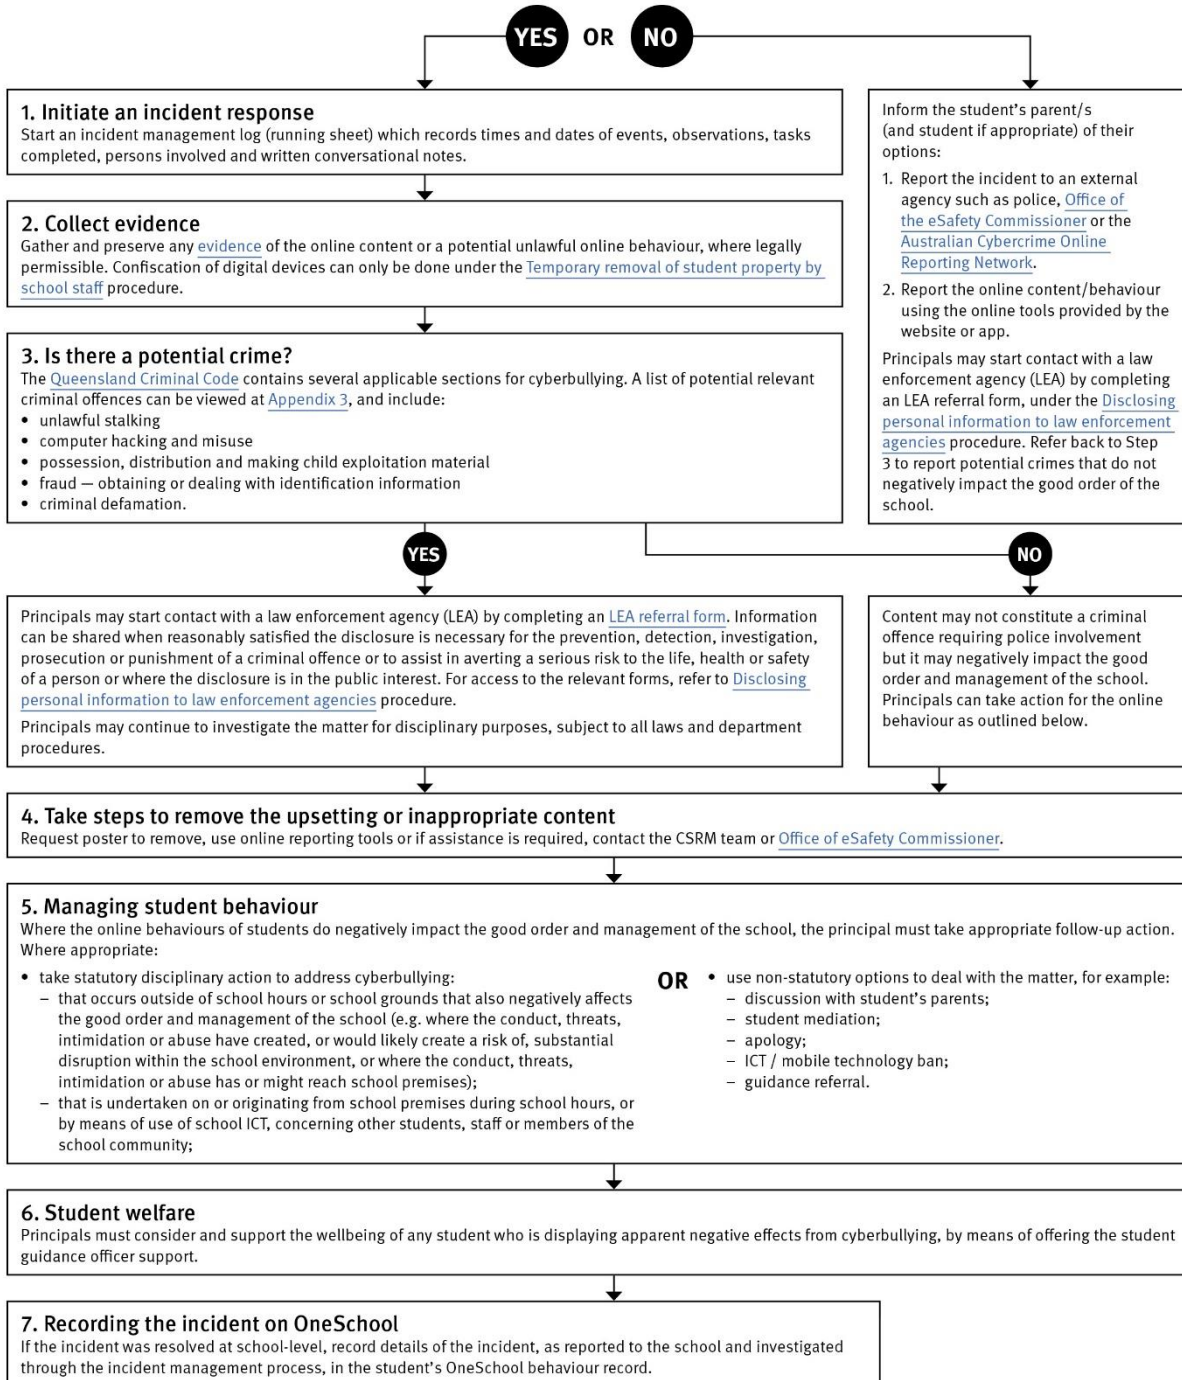 YES OR NO
1. Initiate an incident response
Start an incident management log (running sheet) which records times and dates of events, observations, tasks
completed, persons involved and written conversational notes.
2. Collect evidence
Gather and preserve any evidence of the online content or a potential unlawful online behaviour, where legally
permissible. Confiscation of digital devices can only be done under the Temporary removal of student property by
school staff procedure.
3. Is there a potential crime?
The Queensland Criminal Code contains several applicable sections for cyberbullying. A list of potential relevant
criminal offences can be viewed at Appendix 3, and include:
• unlawful stalking
• computer hacking and misuse
• possession, distribution and making child exploitation material
• fraud — obtaining or dealing with identification information
• criminal defamation.
Inform the student's parent/s
(and student if appropriate) of their
options:
1. Report the incident to an external
agency such as police, Office of
the eSafety Commissioner or the
Australian Cybercrime Online
Reporting Network.
2. Report the online content/behaviour
using the online tools provided by the
website or app.
Principals may start contact with a law
enforcement agency (LEA) by completing
an LEA referral form, under the Disclosing
personal information to law enforcement
agencies procedure. Refer back to Step
3 to report potential crimes that do not
negatively impact the good order of the
school.
YES
NO
Principals may start contact with a law enforcement agency (LEA) by completing an LEA referral form. Information
can be shared when reasonably satisfied the disclosure is necessary for the prevention, detection, investigation,
prosecution or punishment of a criminal offence or to assist in averting a serious risk to the life, health or safety
of a person or where the disclosure is in the public interest. For access to the relevant forms, refer to Disclosing
personal information to law enforcement agencies procedure.
Principals may continue to investigate the matter for disciplinary purposes, subject to all laws and department
procedures.
Content may not constitute a criminal
offence requiring police involvement
but it may negatively impact the good
order and management of the school.
Principals can take action for the online
behaviour as outlined below.
4. Take steps to remove the upsetting or inappropriate content
Request poster to remove, use online reporting tools or if assistance is required, contact the CSRM team or Office of eSafety Commissioner.
5. Managing student behaviour
Where the online behaviours of students do negatively impact the good order and management of the school, the principal must take appropriate follow-up action.
Where appropriate:
• take statutory disciplinary action to address cyberbullying:
– that occurs outside of school hours or school grounds that also negatively affects
the good order and management of the school (e.g. where the conduct, threats,
intimidation or abuse have created, or would likely create a risk of, substantial
disruption within the school environment, or where the conduct, threats,
intimidation or abuse has or might reach school premises);
– that is undertaken on or originating from school premises during school hours, or
by means of use of school ICT, concerning other students, staff or members of the
school community;
OR
• use non-statutory options to deal with the matter, for example:
– discussion with student's parents;
– student mediation;
– apology;
– ICT / mobile technology ban;
– guidance referral.
6. Student welfare
Principals must consider and support the wellbeing of any student who is displaying apparent negative effects from cyberbullying, by means of offering the student
guidance officer support.
7. Recording the incident on OneSchool
If the incident was resolved at school-level, record details of the incident, as reported to the school and investigated
through the incident management process, in the student's OneSchool behaviour record.